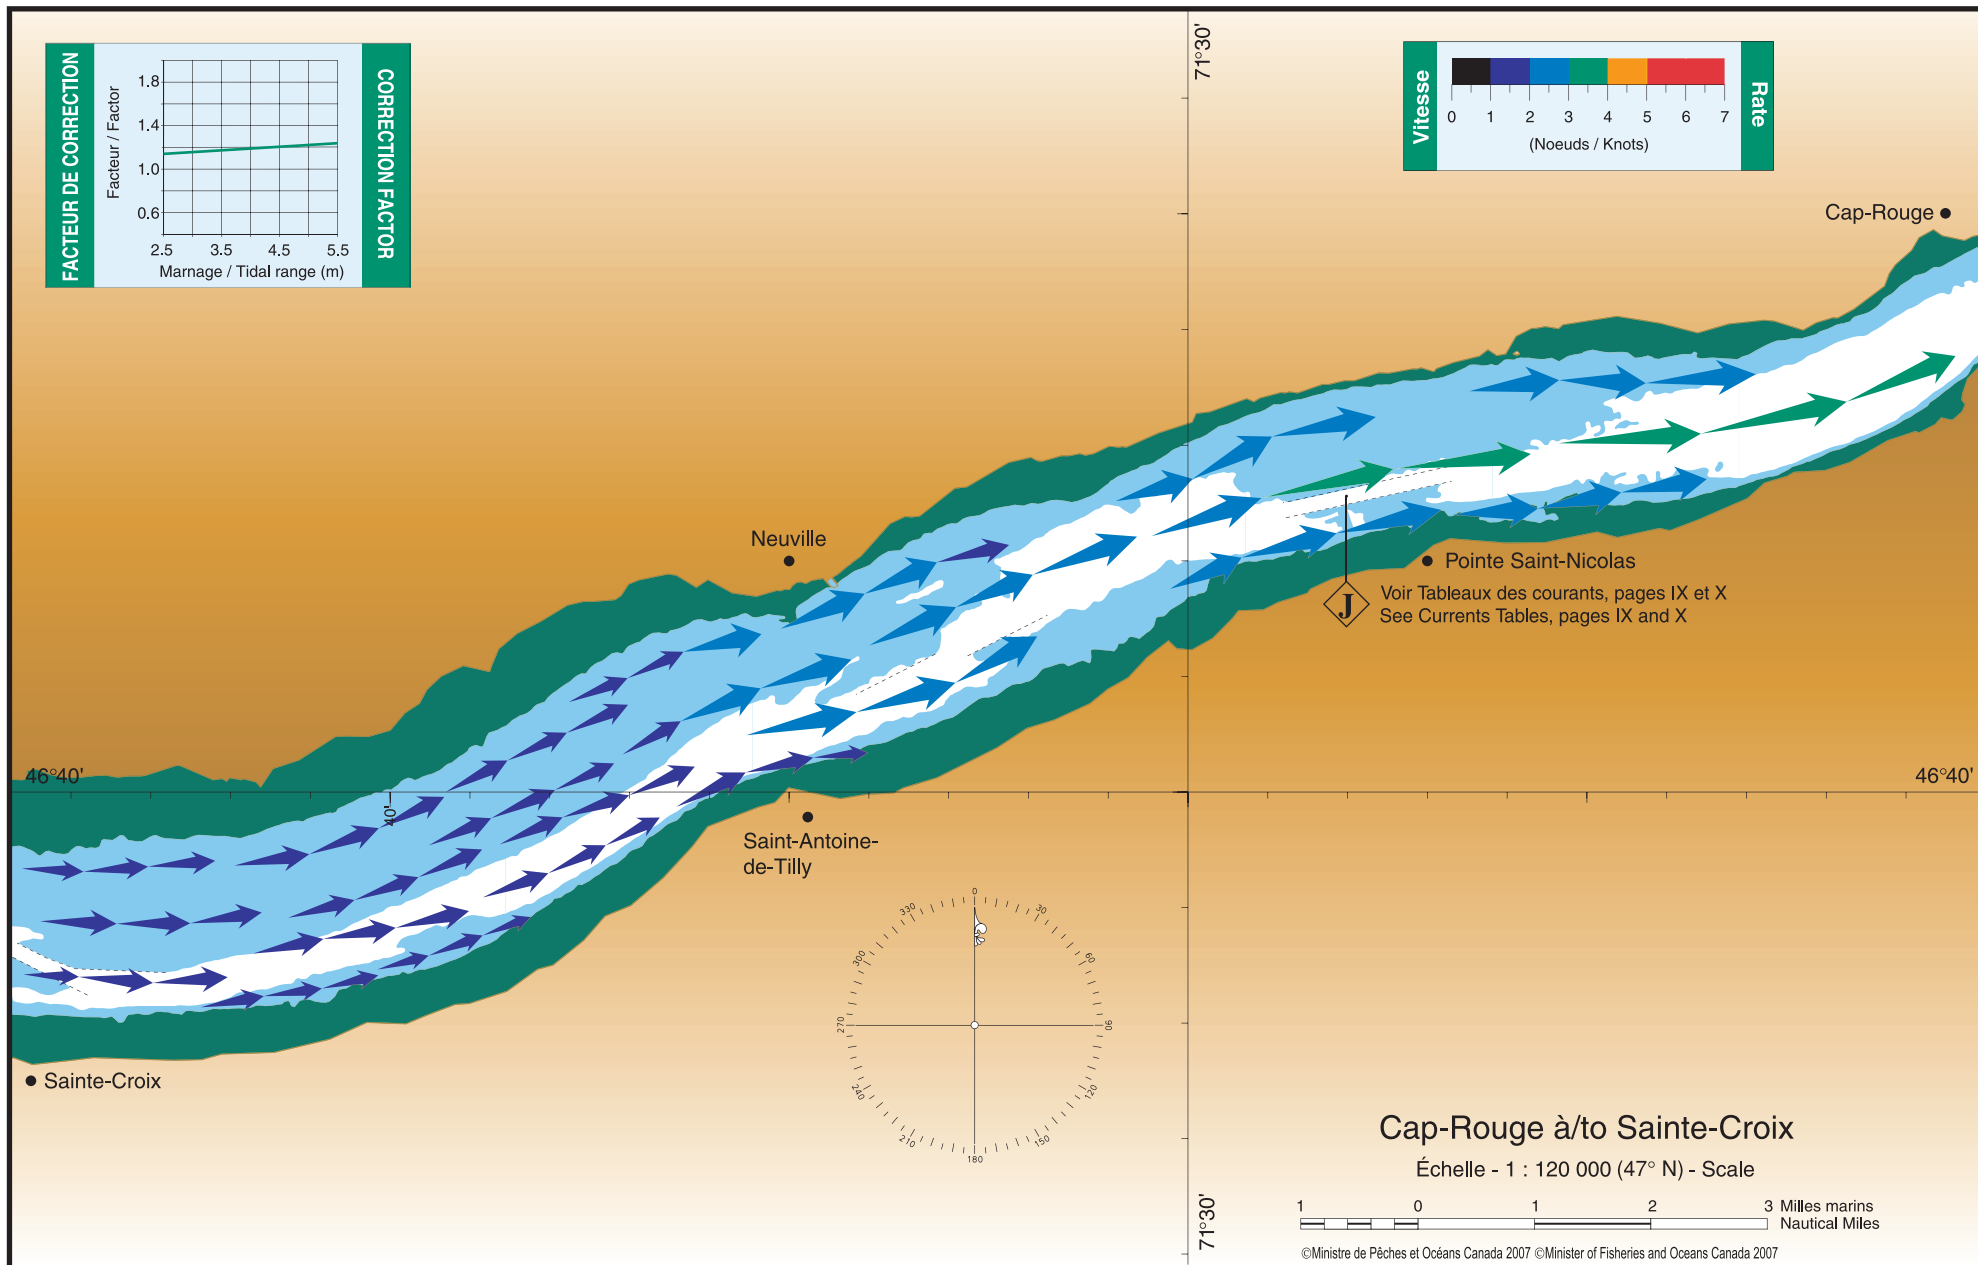 FACTEUR DE CORRECTION
CORRECTION FACTOR
Facteur / Factor
1.8
1.4
1.0
0.6
2.5 3.5 4.5 5.5
Marnage / Tidal range (m)
71°30'
Vitesse
Rate
0 1 2 3 4 5 6 7
(Noeuds / Knots)
Cap-Rouge
Neuville
Pointe Saint-Nicolas
J
Voir Tableaux des courants, pages IX et X
See Currents Tables, pages IX and X
46°40'
46°40'
40'
Saint-Antoine-
de-Tilly
Sainte-Croix
0
30
60
90
120
150
180
210
240
270
300
330
Cap-Rouge à/to Sainte-Croix
Échelle - 1 : 120 000 (47° N) - Scale
71°30'
1 0 1 2 3 Milles marins
Nautical Miles
©Ministre de Pêches et Océans Canada 2007 ©Minister of Fisheries and Oceans Canada 2007